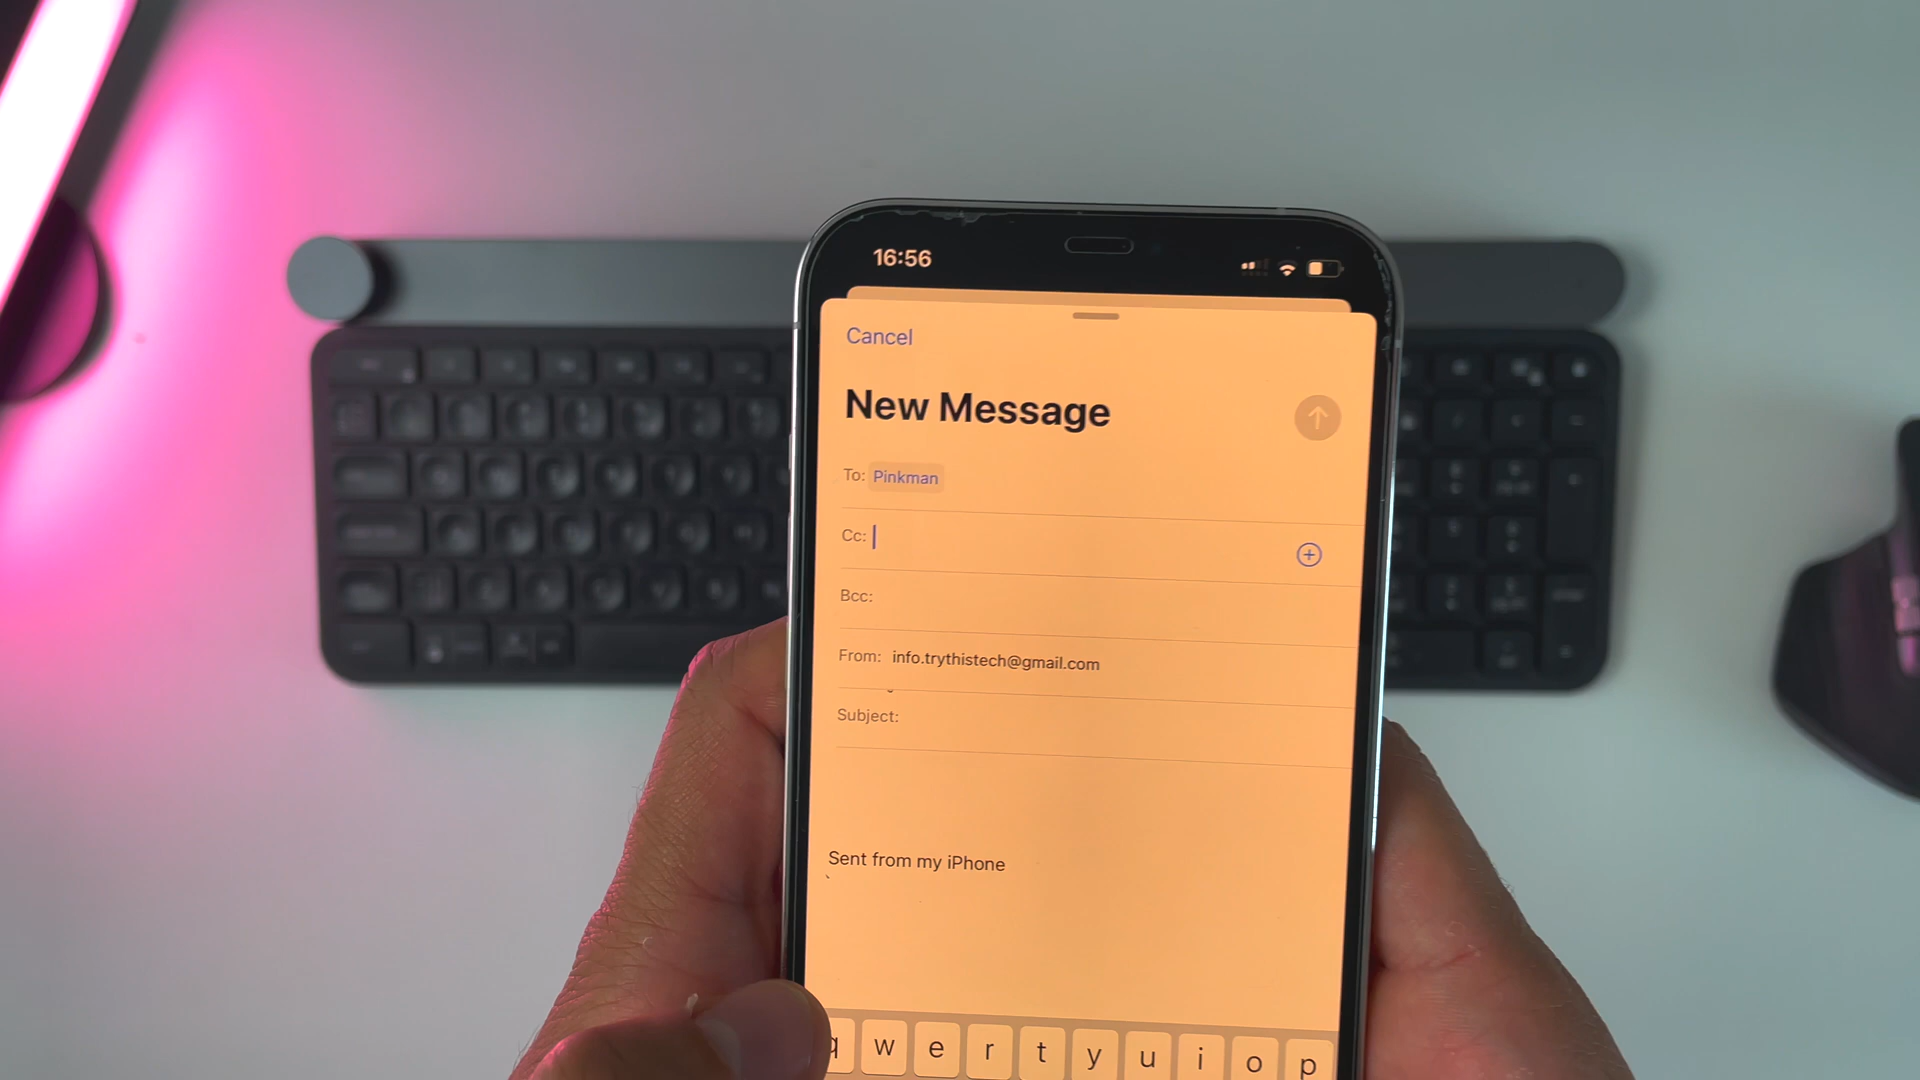 16:56
Cancel
New Message
To: Pinkman
Cc:
Bcc:
From: info.trythistech@gmail.com
Subject:
Sent from my iPhone
q w e r t y u i o p